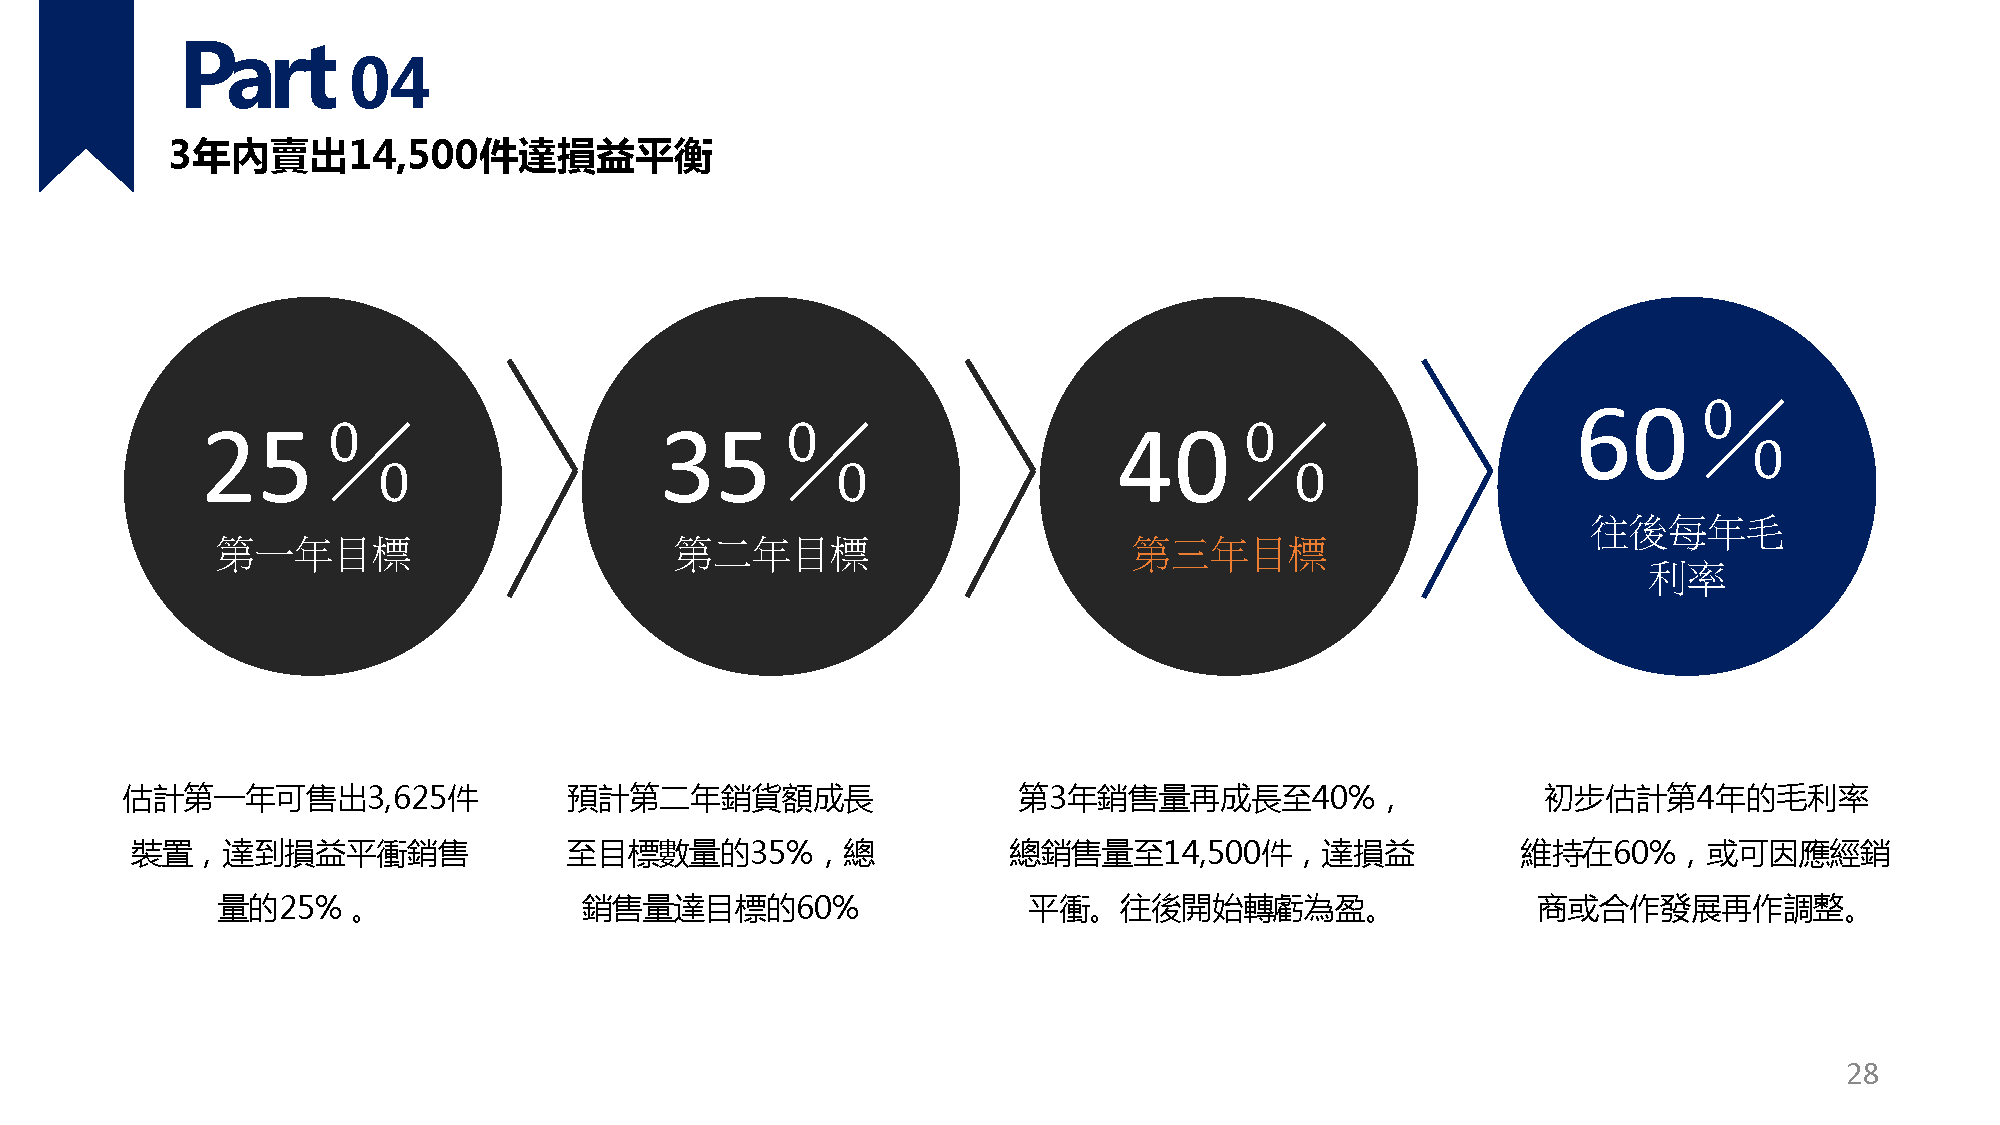 Part 04
3年內賣出14,500件達損益平衡
25％
第一年目標
35％
第二年目標
40％
第三年目標
60％
往後每年毛
利率
估計第一年可售出3,625件
裝置，達到損益平衝銷售
量的25% 。
預計第二年銷貨額成長
至目標數量的35%，總
銷售量達目標的60%
第3年銷售量再成長至40%，
總銷售量至14,500件，達損益
平衝。往後開始轉虧為盈。
初步估計第4年的毛利率
維持在60%，或可因應經銷
商或合作發展再作調整。
28